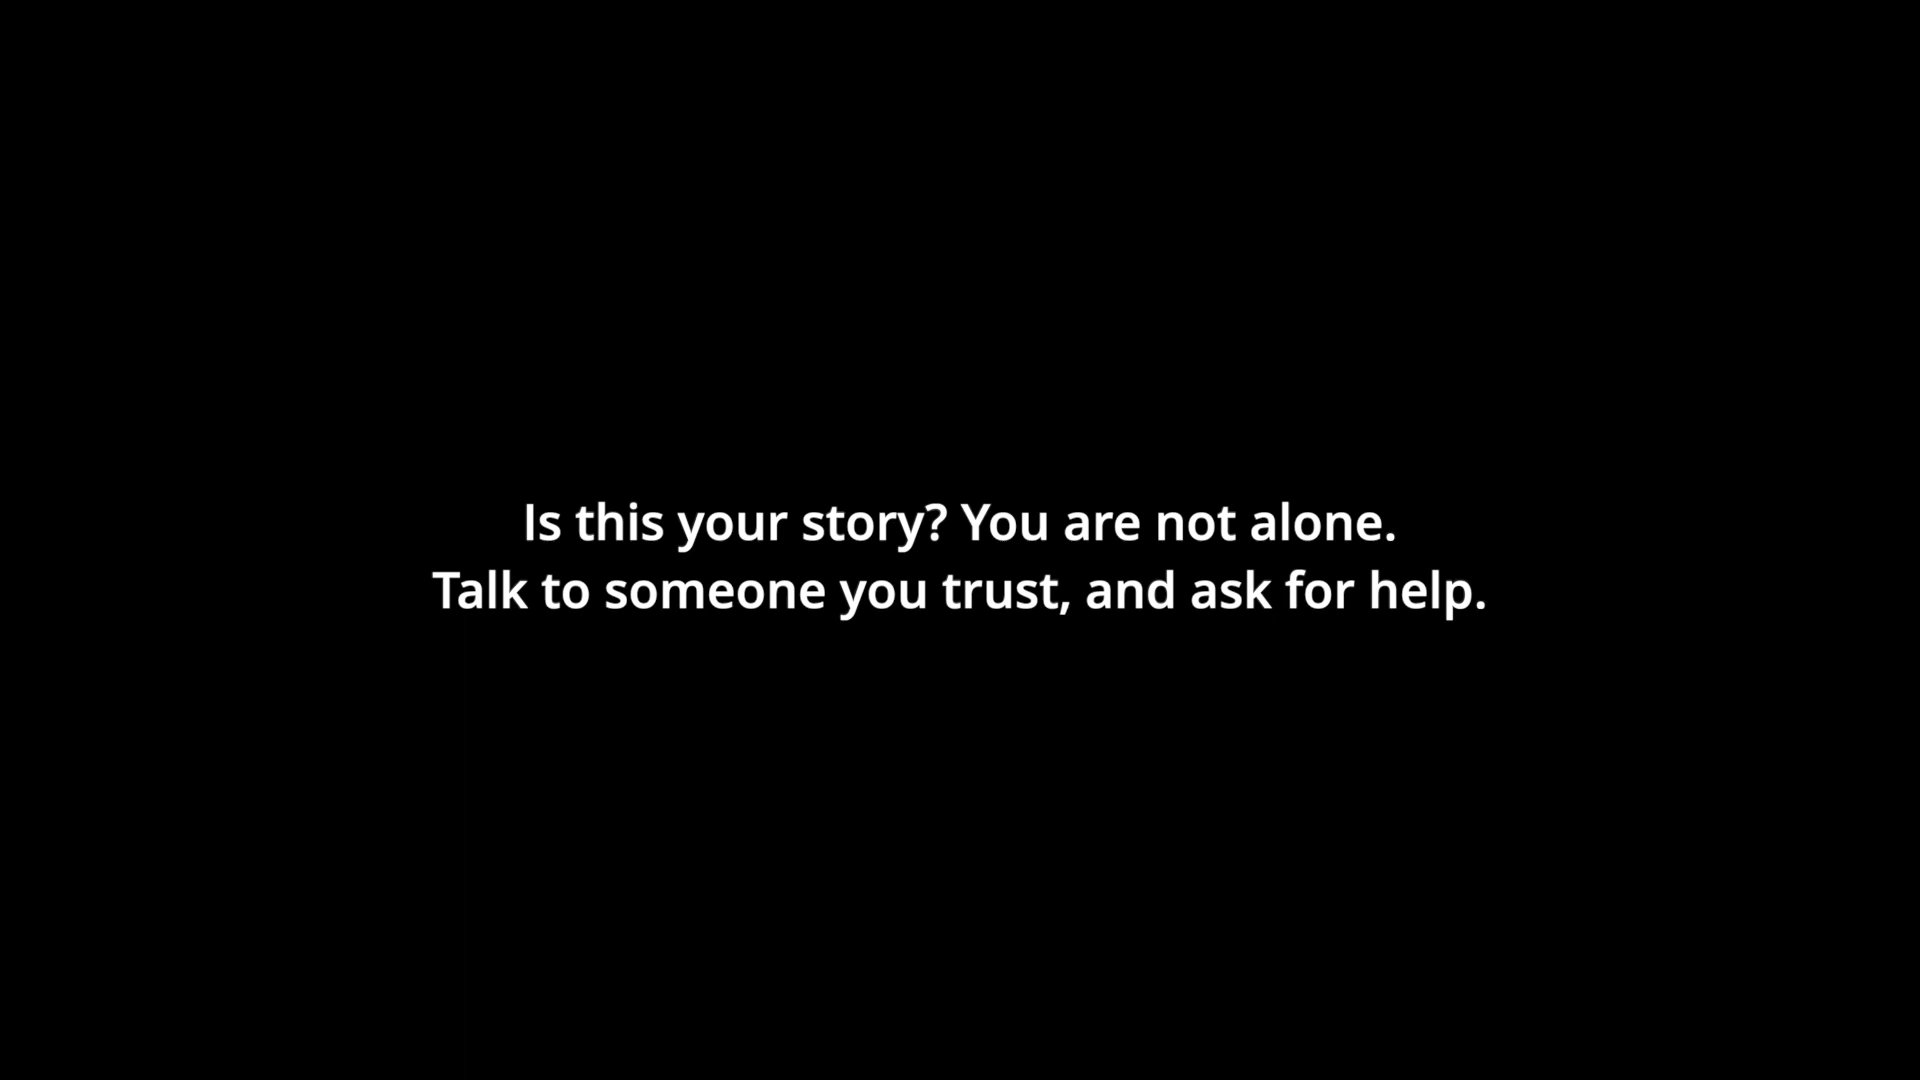 Is this your story? You are not alone.
Talk to someone you trust, and ask for help.